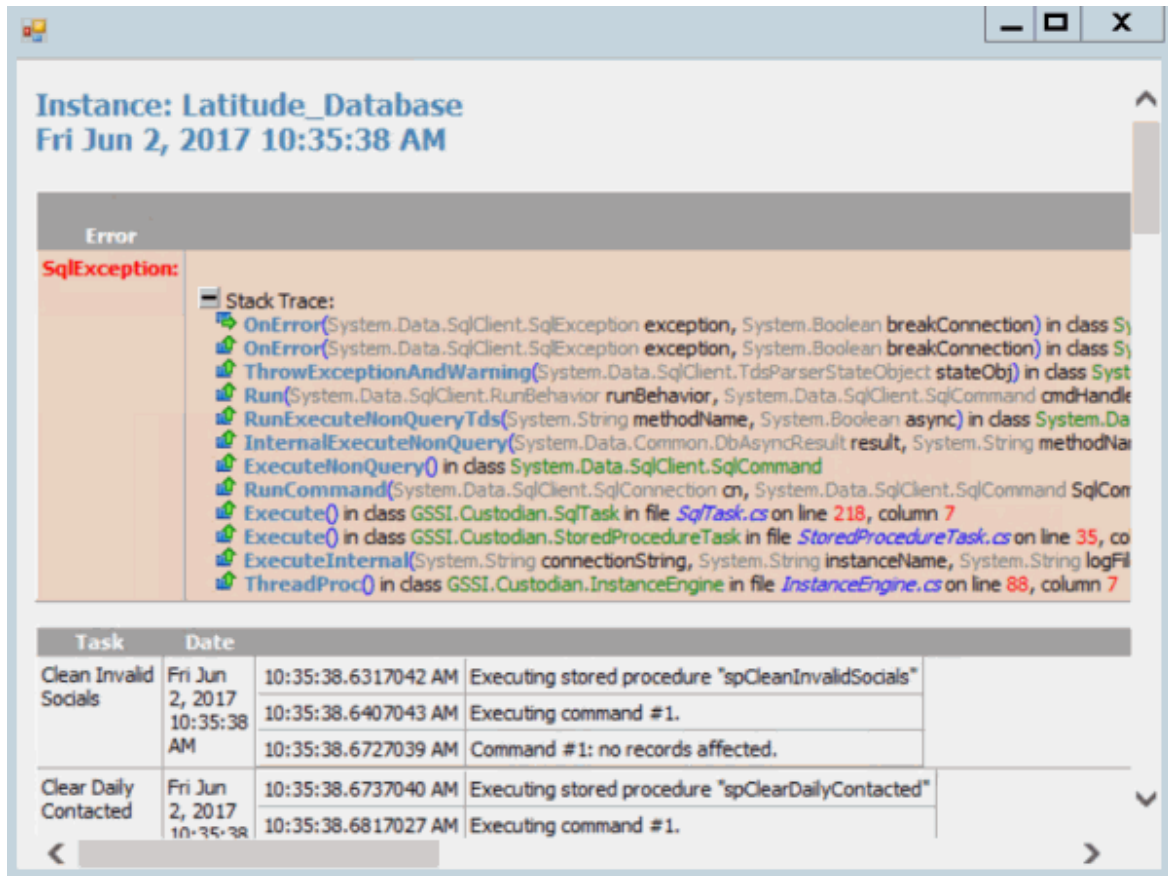 Instance: Latitude_Database
Fri Jun 2, 2017 10:35:38 AM
Error
SqlException:
Stack Trace:
OnError(System.Data.SqlClient.SqlException exception, System.Boolean breakConnection) in class Sy
OnError(System.Data.SqlClient.SqlException exception, System.Boolean breakConnection) in class Sy
ThrowExceptionAndWarning(System.Data.SqlClient.TdsParserStateObject stateObj) in class Syst
Run(System.Data.SqlClient.RunBehavior runBehavior, System.Data.SqlClient.SqlCommand cmdHandle
RunExecuteNonQueryTds(System.String methodName, System.Boolean async) in class System.Da
InternalExecuteNonQuery(System.Data.Common.DbAsyncResult result, System.String methodNa
ExecuteNonQuery() in class System.Data.SqlClient.SqlCommand
RunCommand(System.Data.SqlClient.SqlConnection cn, System.Data.SqlClient.SqlCommand SqlCom
Execute() in class GSSI.Custodian.SqlTask in file SqlTask.cs on line 218, column 7
Execute() in class GSSI.Custodian.StoredProcedureTask in file StoredProcedureTask.cs on line 35, co
ExecuteInternal(System.String connectionString, System.String instanceName, System.String logFil
ThreadProc() in class GSSI.Custodian.InstanceEngine in file InstanceEngine.cs on line 88, column 7
Task Date
Clean Invalid Socials Fri Jun 2, 2017 10:35:38 AM
10:35:38.6317042 AM Executing stored procedure "spCleanInvalidSocials"
10:35:38.6407043 AM Executing command #1.
10:35:38.6727039 AM Command #1: no records affected.
Clear Daily Contacted Fri Jun 2, 2017 10:35:38
10:35:38.6737040 AM Executing stored procedure "spClearDailyContacted"
10:35:38.6817027 AM Executing command #1.